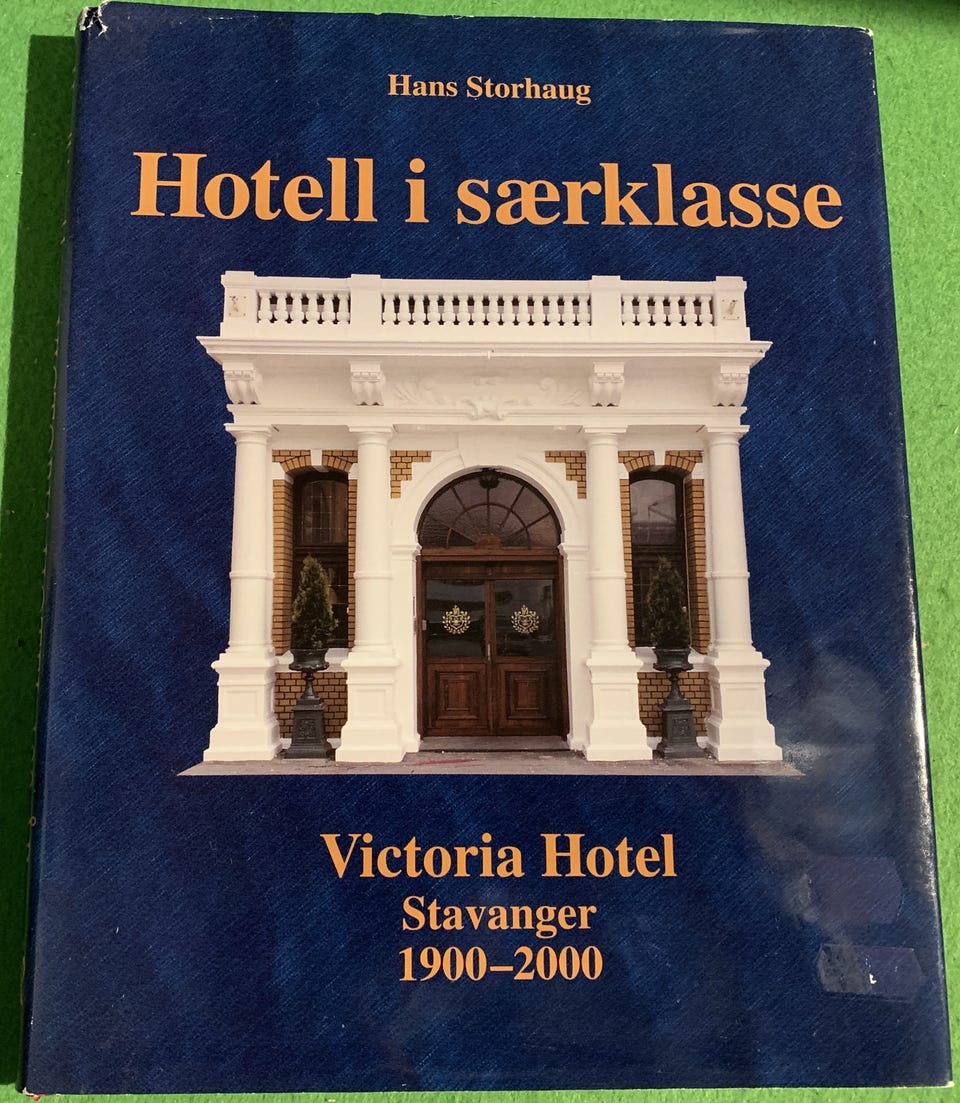 Hans Storhaug
Hotell i særklasse
Victoria Hotel
Stavanger
1900–2000